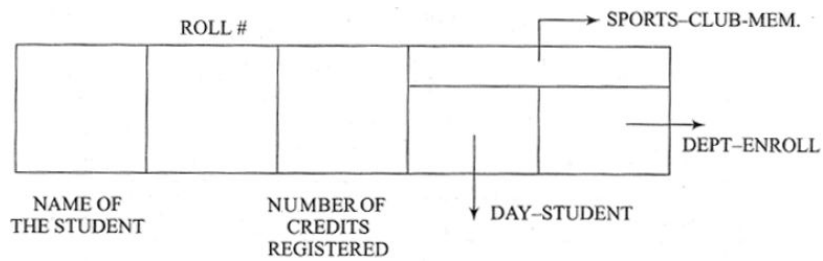 ROLL #
SPORTS–CLUB-MEM.
DEPT–ENROLL
NAME OF
THE STUDENT
NUMBER OF
CREDITS
REGISTERED
DAY–STUDENT